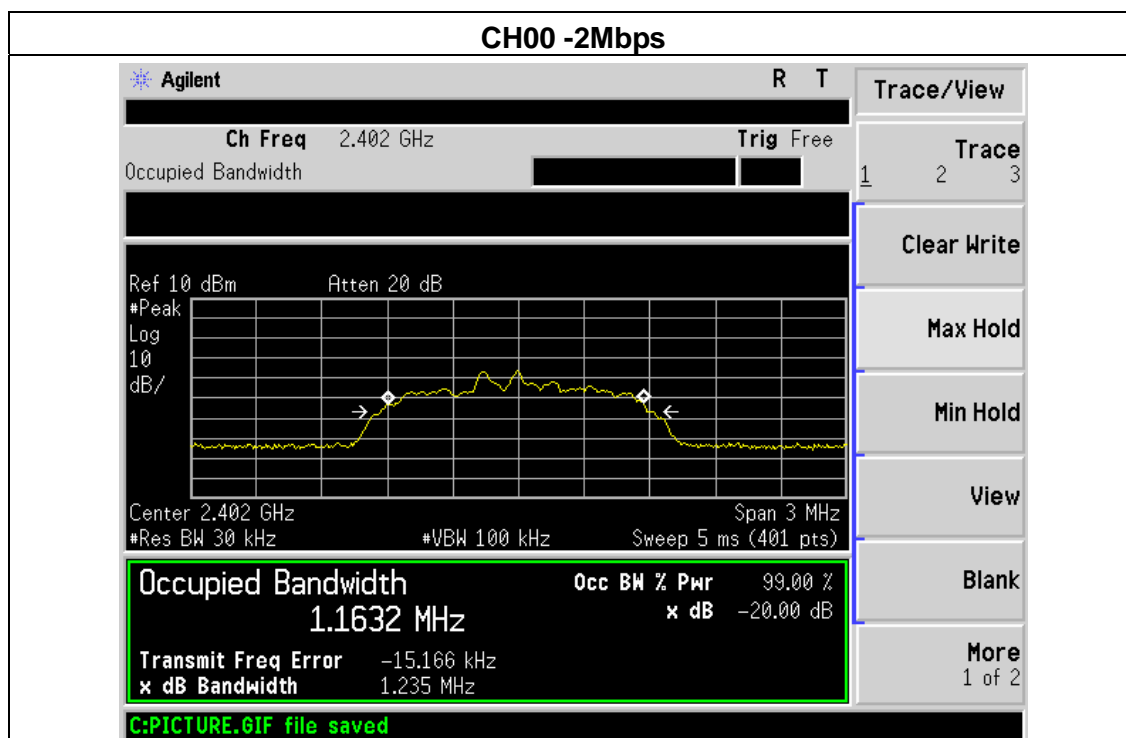 CH00 -2Mbps
Agilent R T
Ch Freq 2.402 GHz Trig Free
Occupied Bandwidth
Ref 10 dBm Atten 20 dB
#Peak
Log
10
dB/
Center 2.402 GHz Span 3 MHz
#Res BW 30 kHz #VBW 100 kHz Sweep 5 ms (401 pts)
Occupied Bandwidth Occ BW % Pwr 99.00 %
1.1632 MHz x dB -20.00 dB
Transmit Freq Error -15.166 kHz
x dB Bandwidth 1.235 MHz
C:PICTURE.GIF file saved
Trace/View
Trace
1 2 3
Clear Write
Max Hold
Min Hold
View
Blank
More
1 of 2